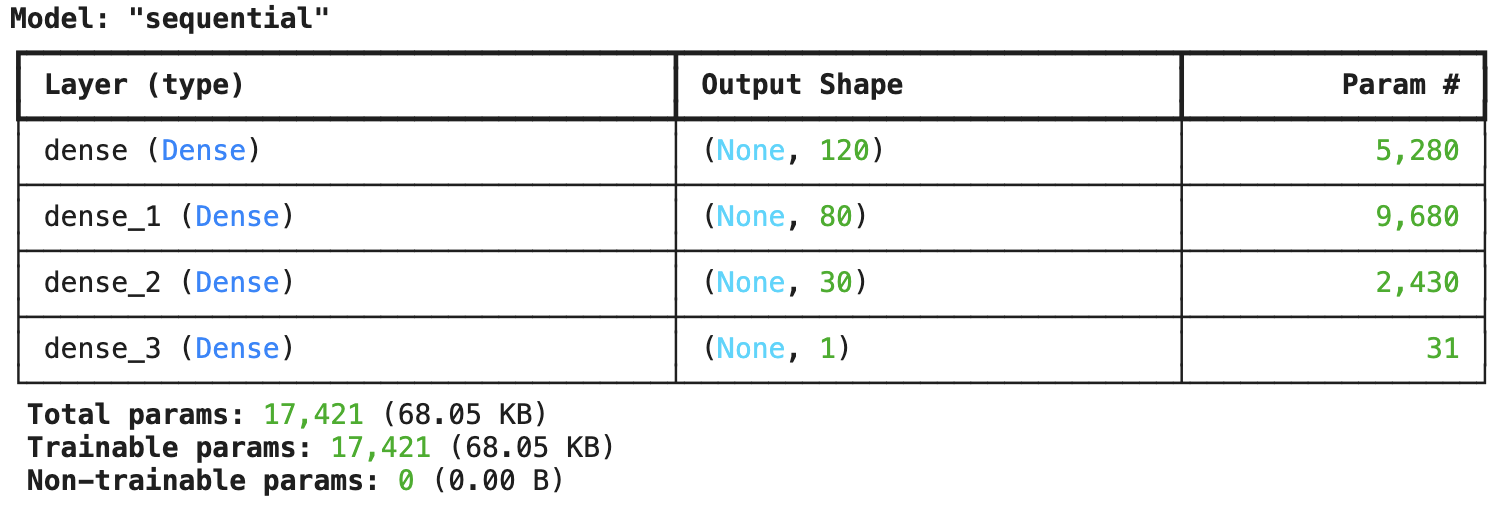 Model: "sequential"
Layer (type) Output Shape Param #
dense (Dense) (None, 120) 5,280
dense_1 (Dense) (None, 80) 9,680
dense_2 (Dense) (None, 30) 2,430
dense_3 (Dense) (None, 1) 31
Total params: 17,421 (68.05 KB)
Trainable params: 17,421 (68.05 KB)
Non-trainable params: 0 (0.00 B)